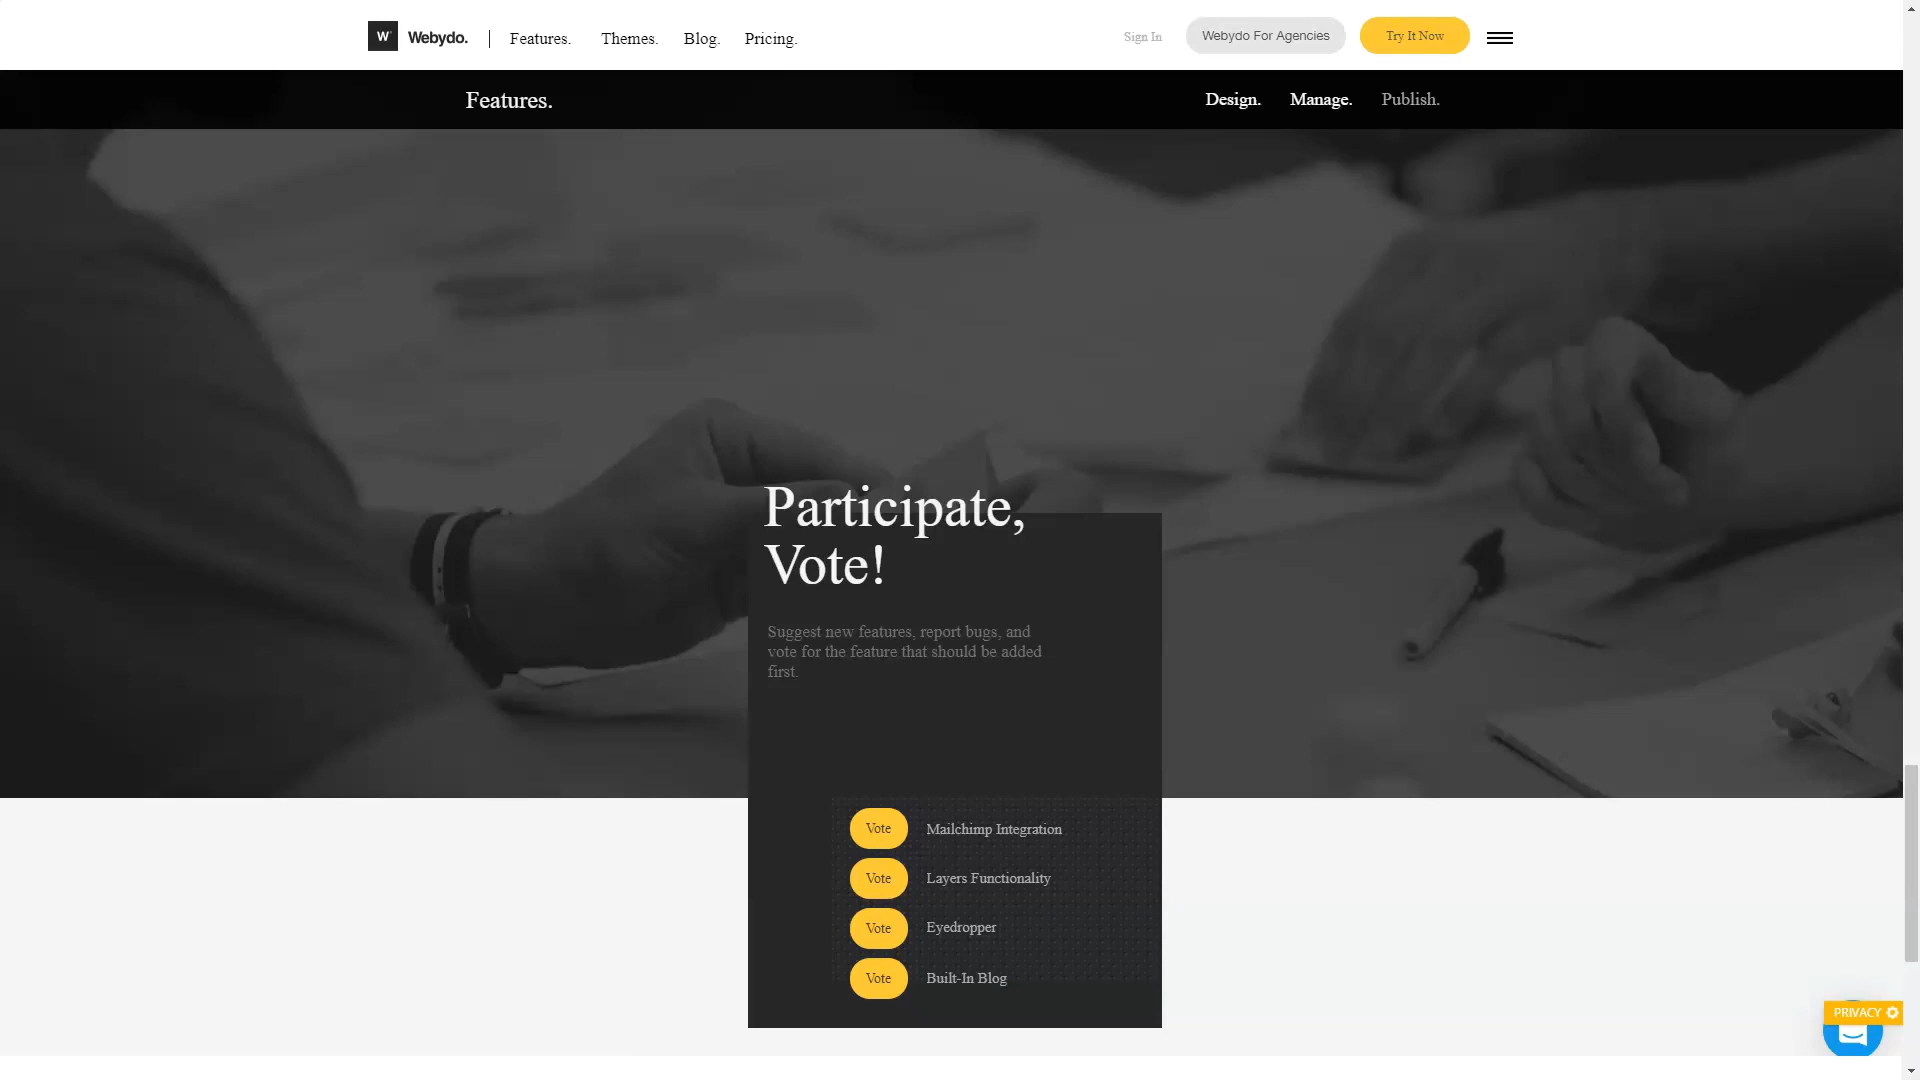 W Webydo. Features. Themes. Blog. Pricing. Sign In Webydo For Agencies Try It Now
Features. Design. Manage. Publish.
Participate,
Vote!
Suggest new features, report bugs, and
vote for the feature that should be added
first.
Vote Mailchimp Integration
Vote Layers Functionality
Vote Eyedropper
Vote Built-In Blog
PRIVACY